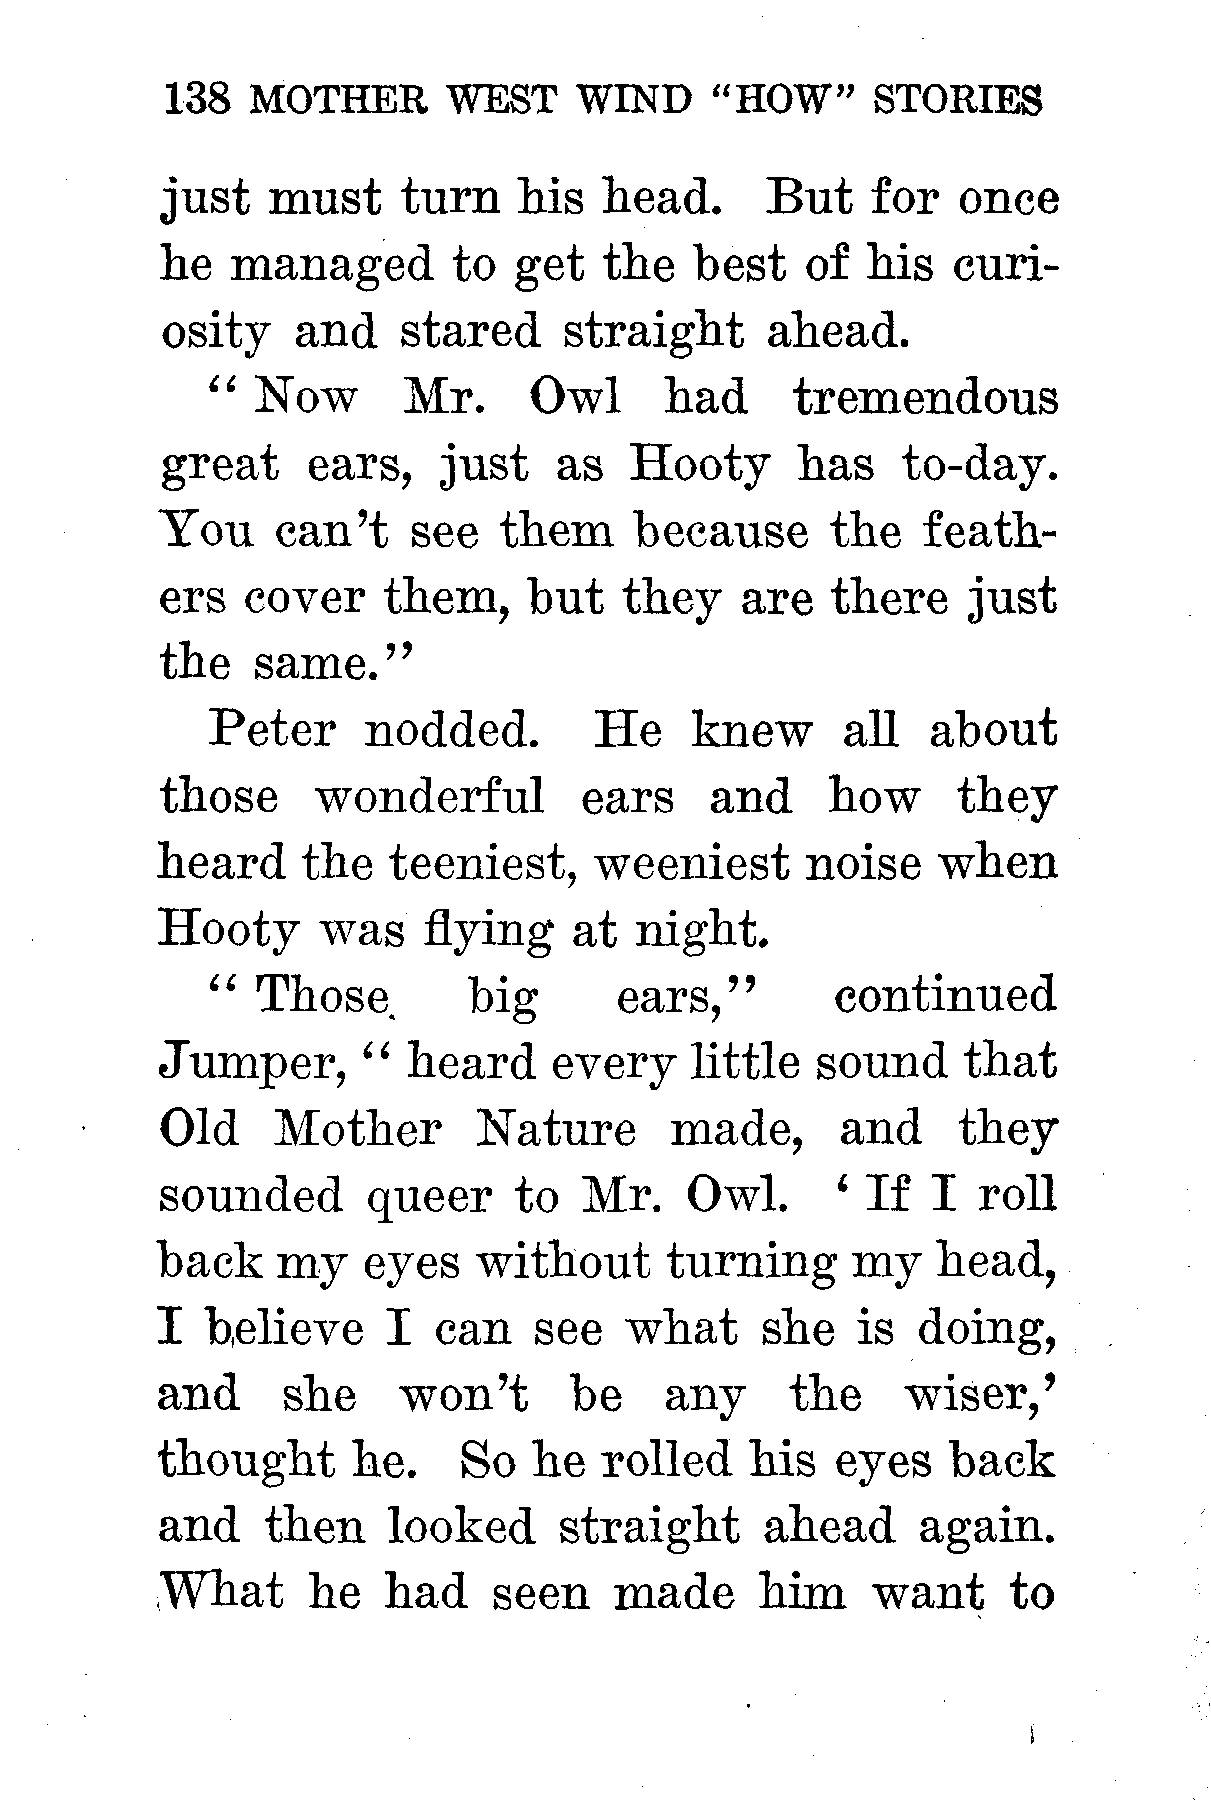 138 MOTHER WEST WIND "HOW" STORIES
just must turn his head. But for once
he managed to get the best of his curi-
osity and stared straight ahead.
"Now Mr. Owl had tremendous
great ears, just as Hooty has to-day.
You can't see them because the feath-
ers cover them, but they are there just
the same."
Peter nodded. He knew all about
those wonderful ears and how they
heard the teeniest, weeniest noise when
Hooty was flying at night.
"Those big ears," continued
Jumper, "heard every little sound that
Old Mother Nature made, and they
sounded queer to Mr. Owl. 'If I roll
back my eyes without turning my head,
I believe I can see what she is doing,
and she won't be any the wiser,'
thought he. So he rolled his eyes back
and then looked straight ahead again.
What he had seen made him want to